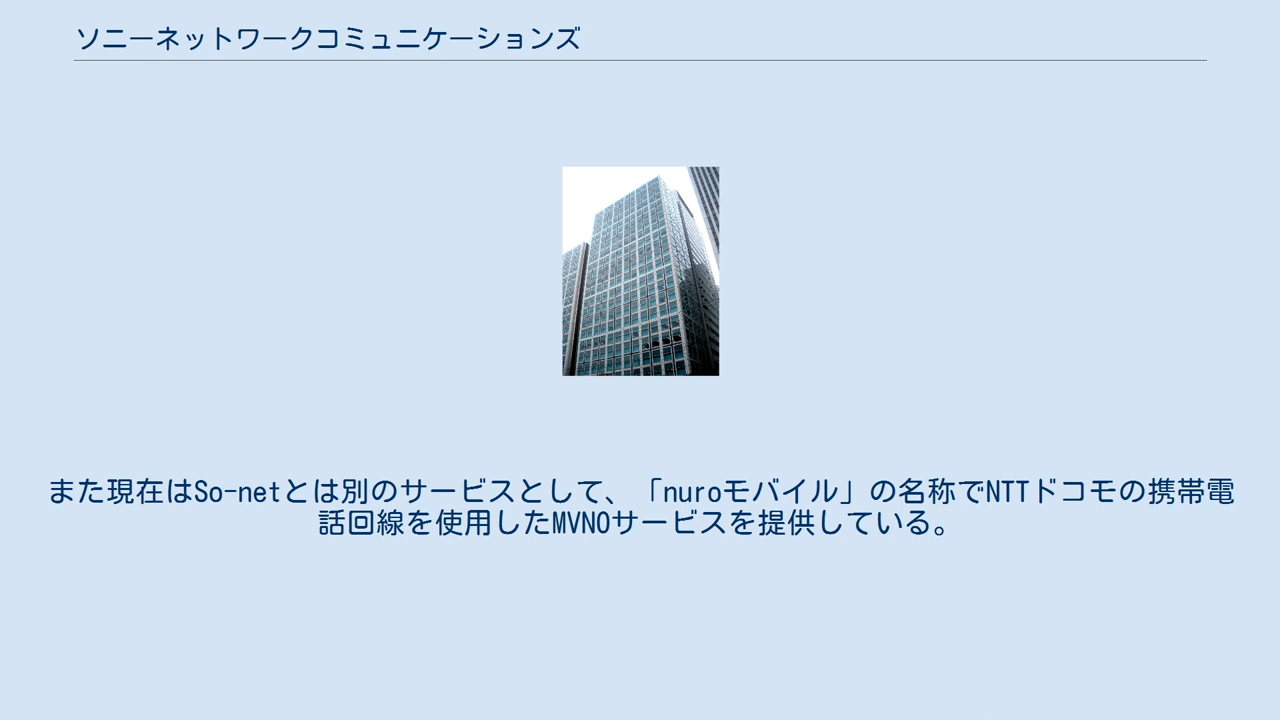 ソニーネットワークコミュニケーションズ
また現在はSo-netとは別のサービスとして、「nuroモバイル」の名称でNTTドコモの携帯電
話回線を使用したMVNOサービスを提供している。